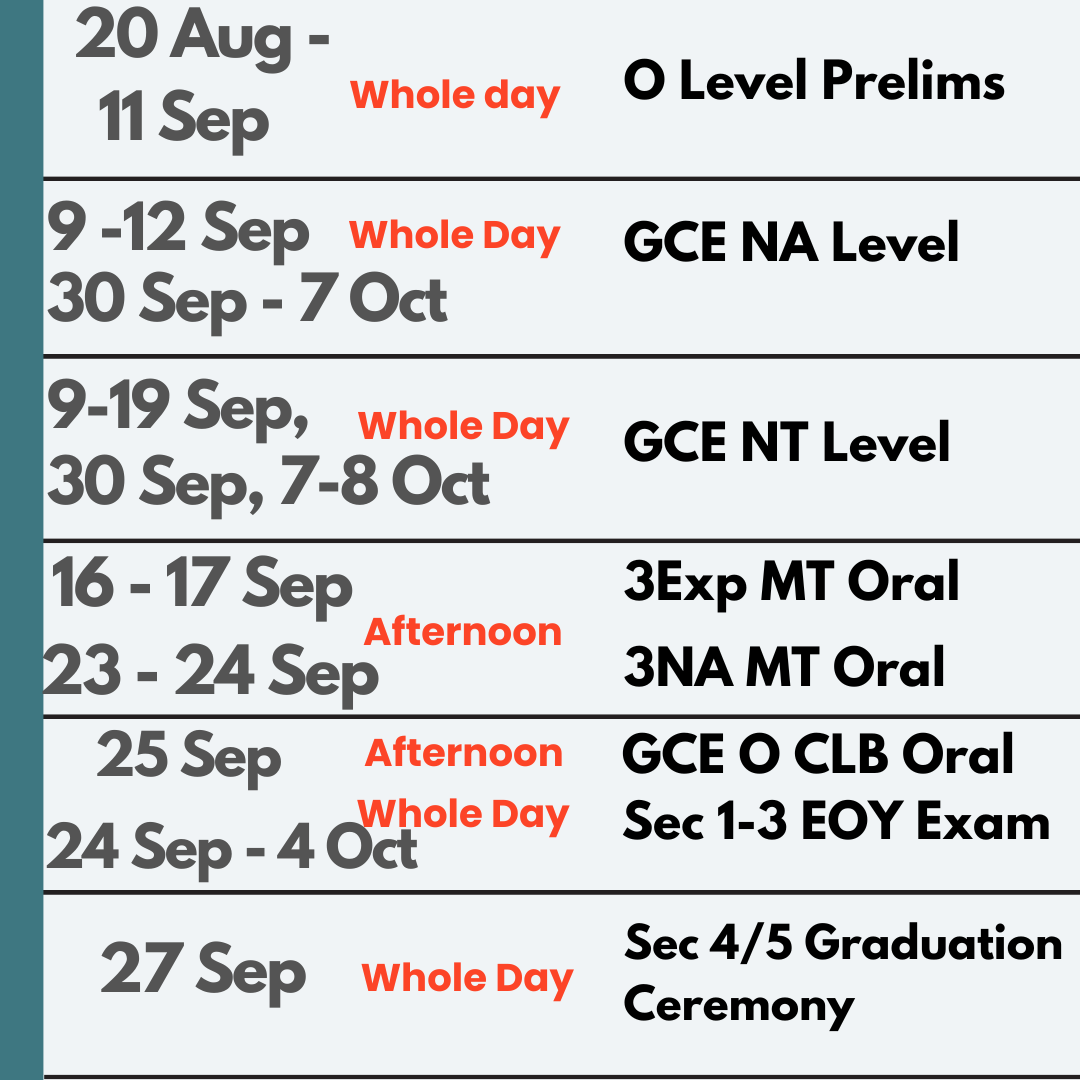 20 Aug -
11 Sep
Whole day
O Level Prelims
9 -12 Sep
Whole Day
GCE NA Level
30 Sep - 7 Oct
9-19 Sep,
Whole Day
GCE NT Level
30 Sep, 7-8 Oct
16 - 17 Sep
3Exp MT Oral
Afternoon
23 - 24 Sep
3NA MT Oral
25 Sep
Afternoon
GCE O CLB Oral
24 Sep - 4 Oct
Whole Day
Sec 1-3 EOY Exam
27 Sep
Whole Day
Sec 4/5 Graduation
Ceremony